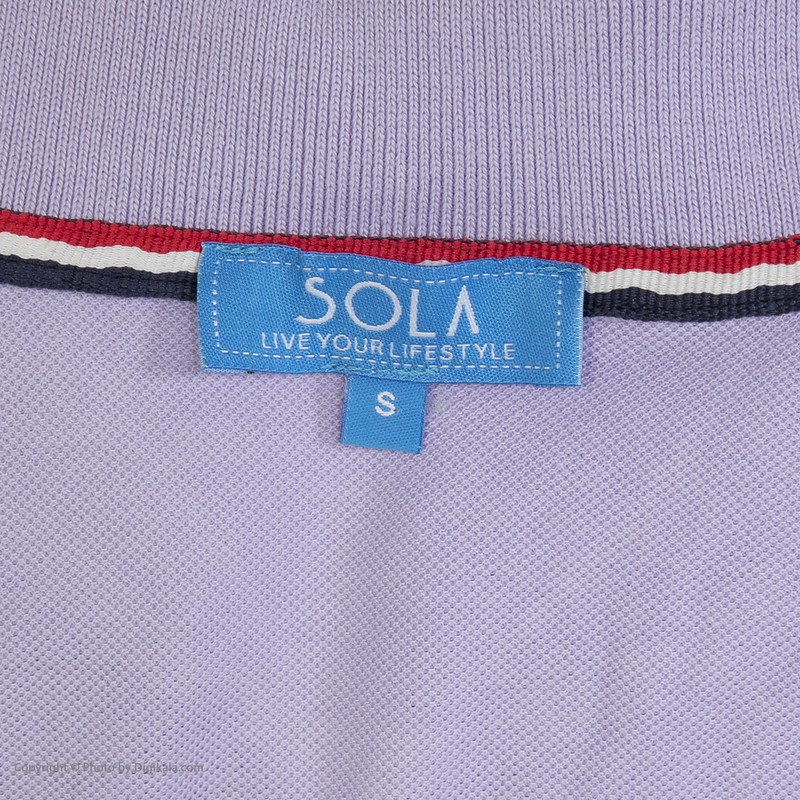 SOLA
LIVE YOUR LIFESTYLE
S
Copyright © Photo by Digikala.com